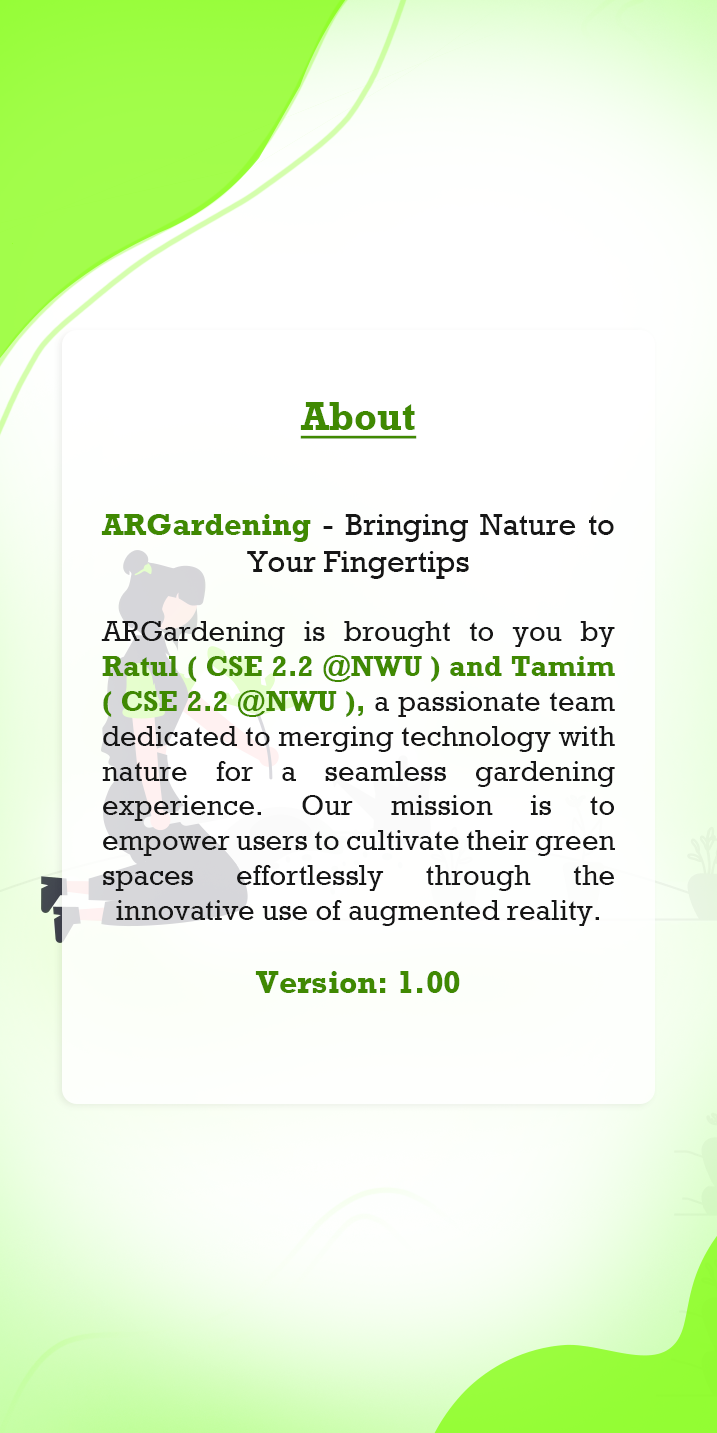 About
ARGardening - Bringing Nature to
Your Fingertips
ARGardening is brought to you by
Ratul ( CSE 2.2 @NWU ) and Tamim
( CSE 2.2 @NWU ), a passionate team
dedicated to merging technology with
nature for a seamless gardening
experience. Our mission is to
empower users to cultivate their green
spaces effortlessly through the
innovative use of augmented reality.
Version: 1.00